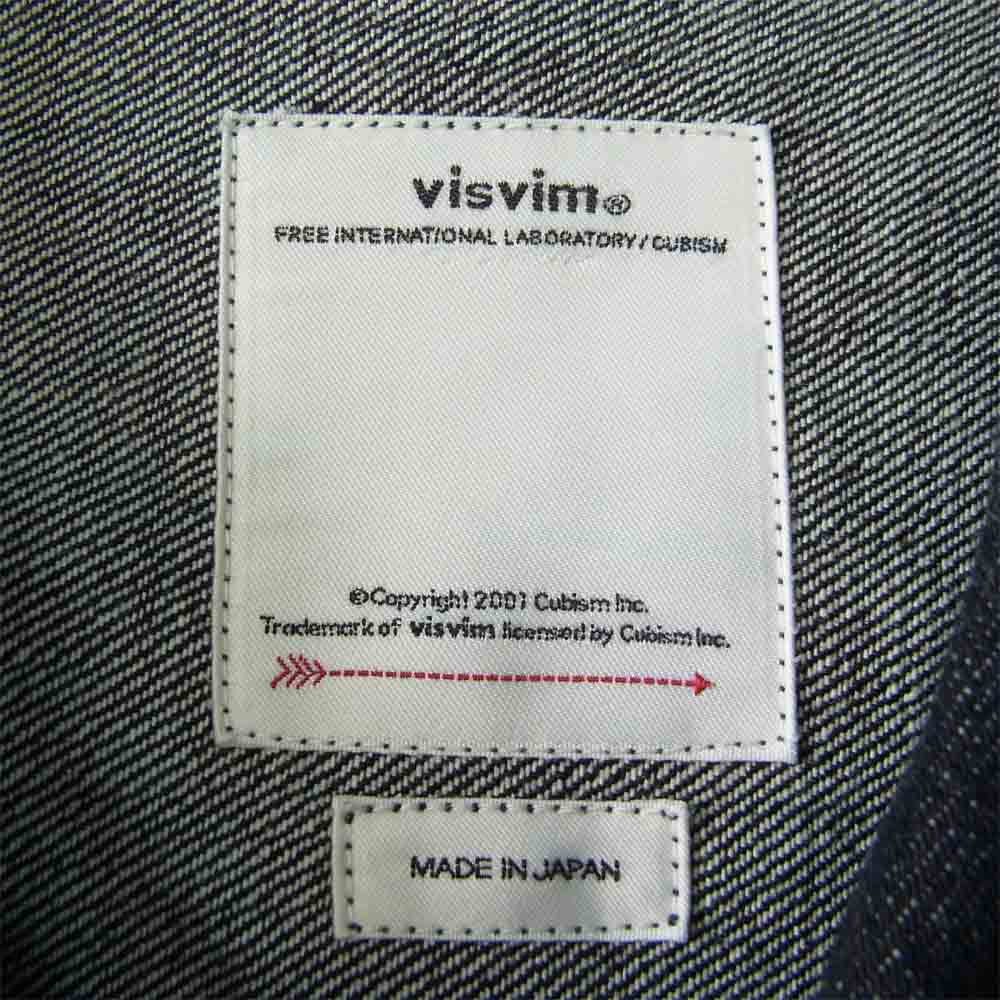 visvim®
FREE INTERNATIONAL LABORATORY / CUBISM
©Copyright 2001 Cubism Inc.
Trademark of visvim licensed by Cubism Inc.
MADE IN JAPAN